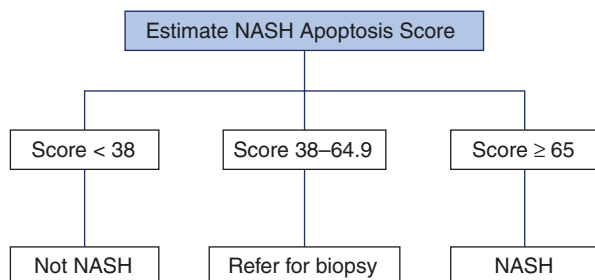 Estimate NASH Apoptosis Score
Score < 38
Score 38–64.9
Score ≥ 65
Not NASH
Refer for biopsy
NASH